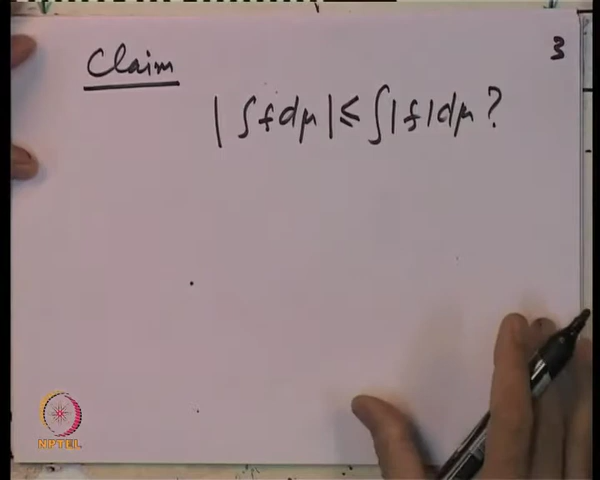 3
Claim
| ∫ f dμ | ≤ ∫ | f | dμ ?
NPTEL